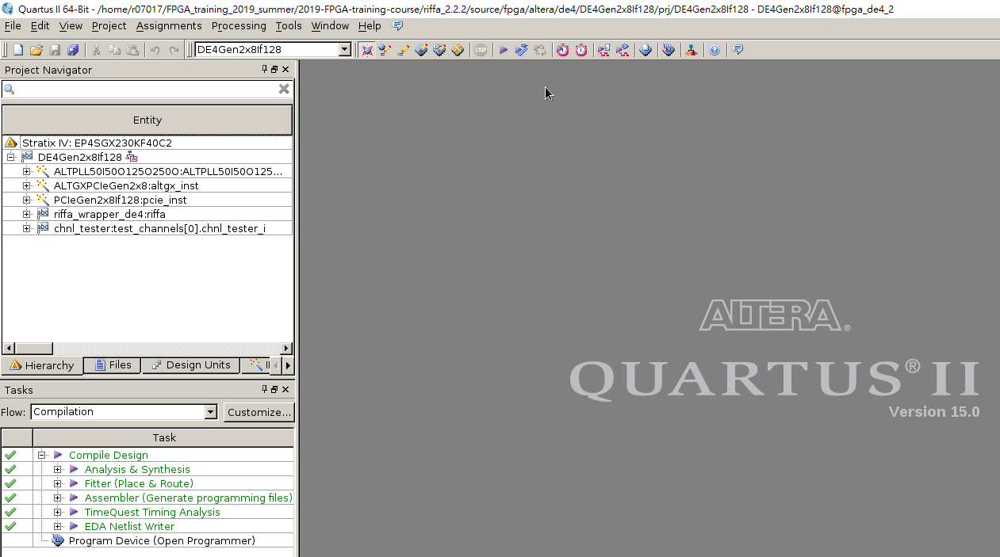 Quartus II 64-Bit - /home/r07017/FPGA_training_2019_summer/2019-FPGA-training-course/riffa_2.2.2/source/fpga/altera/de4/DE4Gen2x8If128/prj/DE4Gen2x8If128 - DE4Gen2x8If128@fpga_de4_2
File Edit View Project Assignments Processing Tools Window Help
DE4Gen2x8If128
STOP
Project Navigator
Entity
Stratix IV: EP4SGX230KF40C2
abc DE4Gen2x8If128
ALTPLL50I50O125O250O:ALTPLL50I50O125...
ALTGXPCIeGen2x8:altgx_inst
PCIeGen2x8If128:pcie_inst
abc riffa_wrapper_de4:riffa
abc chnl_tester:test_channels[0].chnl_tester_i
Hierarchy Files Design Units
Tasks
Flow: Compilation Customize...
Task
Compile Design
Analysis & Synthesis
Fitter (Place & Route)
Assembler (Generate programming files)
TimeQuest Timing Analysis
EDA Netlist Writer
Program Device (Open Programmer)
ALTERA®
QUARTUS® II
Version 15.0